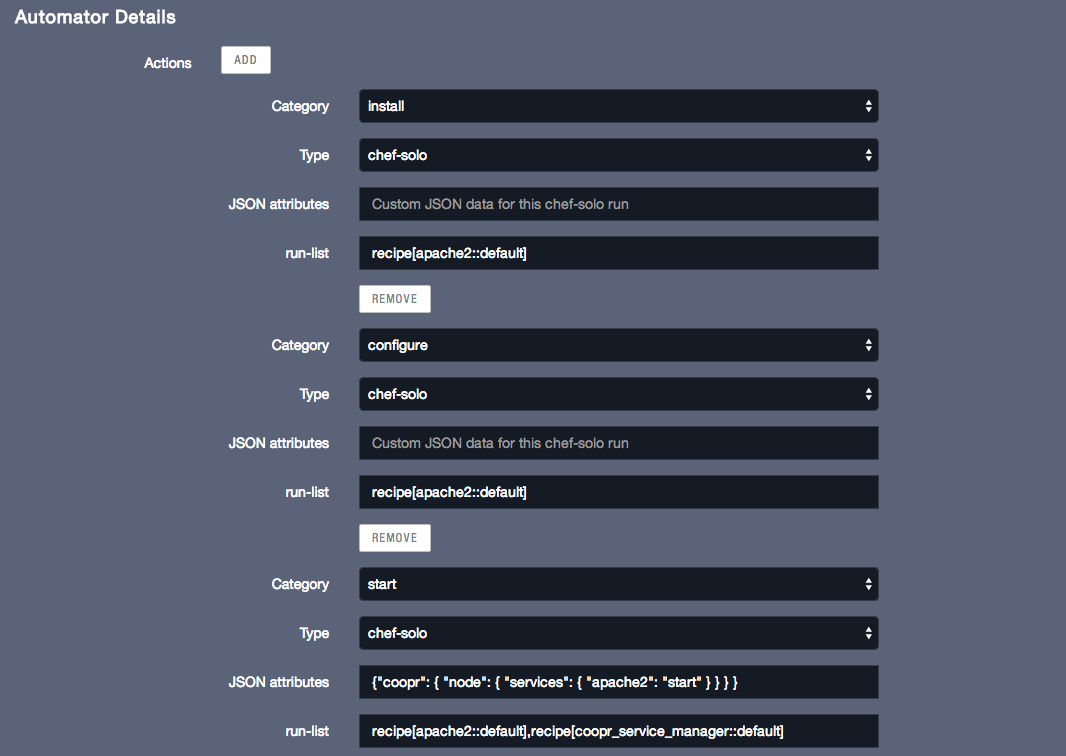 Automator Details
Actions ADD
Category install
Type chef-solo
JSON attributes Custom JSON data for this chef-solo run
run-list recipe[apache2::default]
REMOVE
Category configure
Type chef-solo
JSON attributes Custom JSON data for this chef-solo run
run-list recipe[apache2::default]
REMOVE
Category start
Type chef-solo
JSON attributes {"coopr": { "node": { "services": { "apache2": "start" } } } }
run-list recipe[apache2::default],recipe[coopr_service_manager::default]